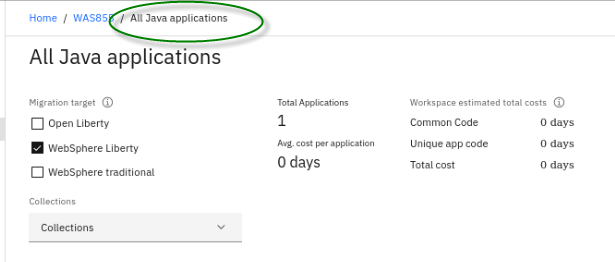 Home / WAS855 / All Java applications
All Java applications
Migration target
Open Liberty
WebSphere Liberty
WebSphere traditional
Collections
Collections
Total Applications
1
Avg. cost per application
0 days
Workspace estimated total costs
Common Code 0 days
Unique app code 0 days
Total cost 0 days